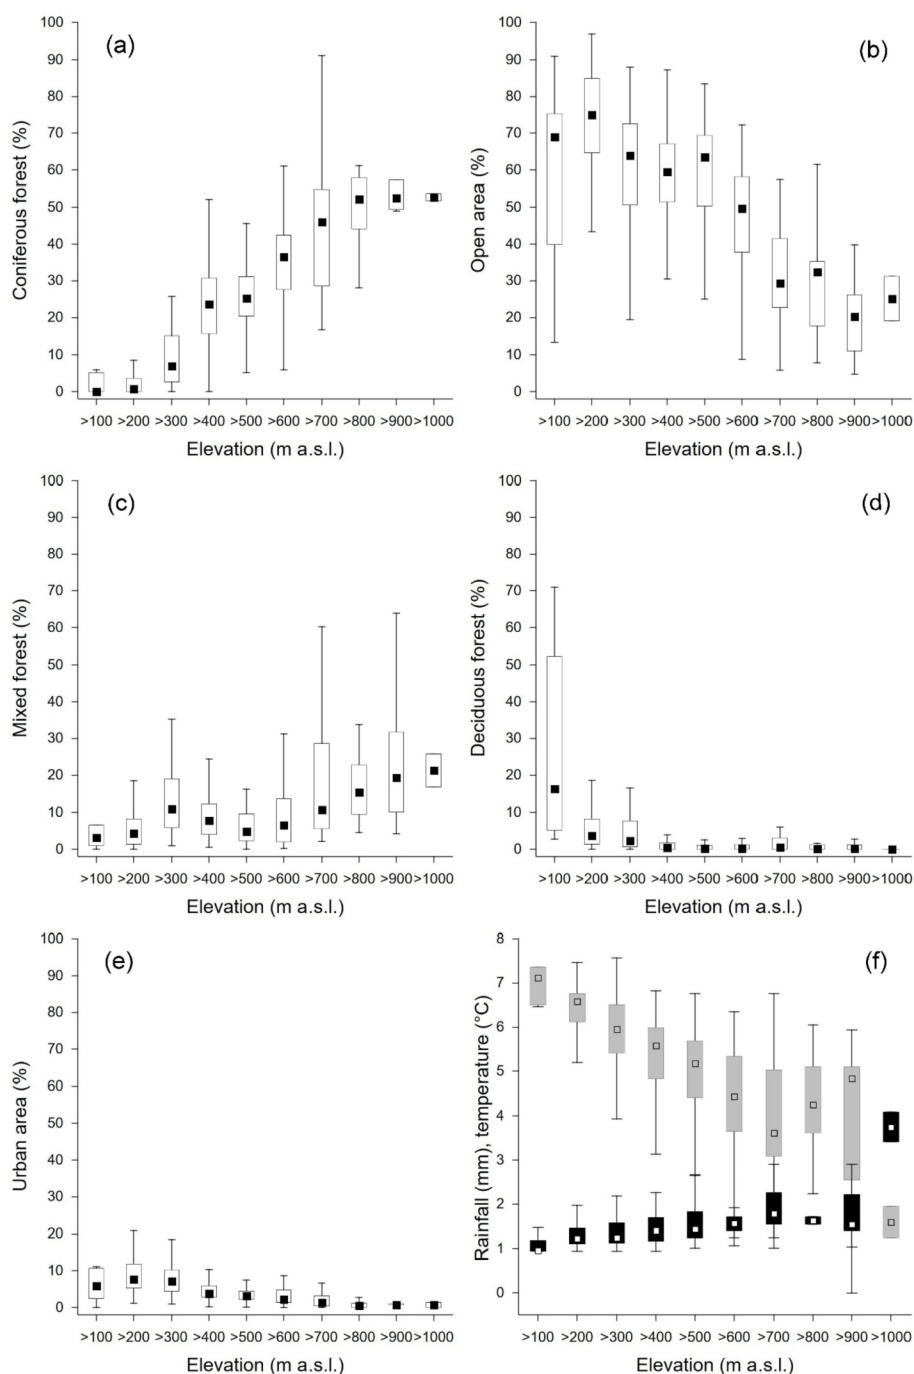 (a)
Coniferous forest (%)
100
90
80
70
60
50
40
30
20
10
0
>100 >200 >300 >400 >500 >600 >700 >800 >900 >1000
Elevation (m a.s.l.)
(b)
Open area (%)
100
90
80
70
60
50
40
30
20
10
0
>100 >200 >300 >400 >500 >600 >700 >800 >900 >1000
Elevation (m a.s.l.)
(c)
Mixed forest (%)
100
90
80
70
60
50
40
30
20
10
0
>100 >200 >300 >400 >500 >600 >700 >800 >900 >1000
Elevation (m a.s.l.)
(d)
Deciduous forest (%)
100
90
80
70
60
50
40
30
20
10
0
>100 >200 >300 >400 >500 >600 >700 >800 >900 >1000
Elevation (m a.s.l.)
(e)
Urban area (%)
100
90
80
70
60
50
40
30
20
10
0
>100 >200 >300 >400 >500 >600 >700 >800 >900 >1000
Elevation (m a.s.l.)
(f)
Rainfall (mm), temperature (°C)
8
7
6
5
4
3
2
1
0
>100 >200 >300 >400 >500 >600 >700 >800 >900 >1000
Elevation (m a.s.l.)